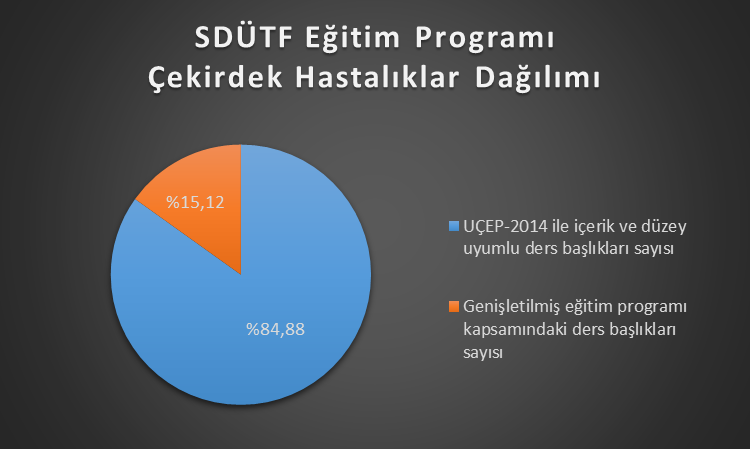 SDÜTF Eğitim Programı
Çekirdek Hastalıklar Dağılımı
%15,12
%84,88
UÇEP-2014 ile içerik ve düzey
uyumlu ders başlıkları sayısı
Genişletilmiş eğitim programı
kapsamındaki ders başlıkları
sayısı